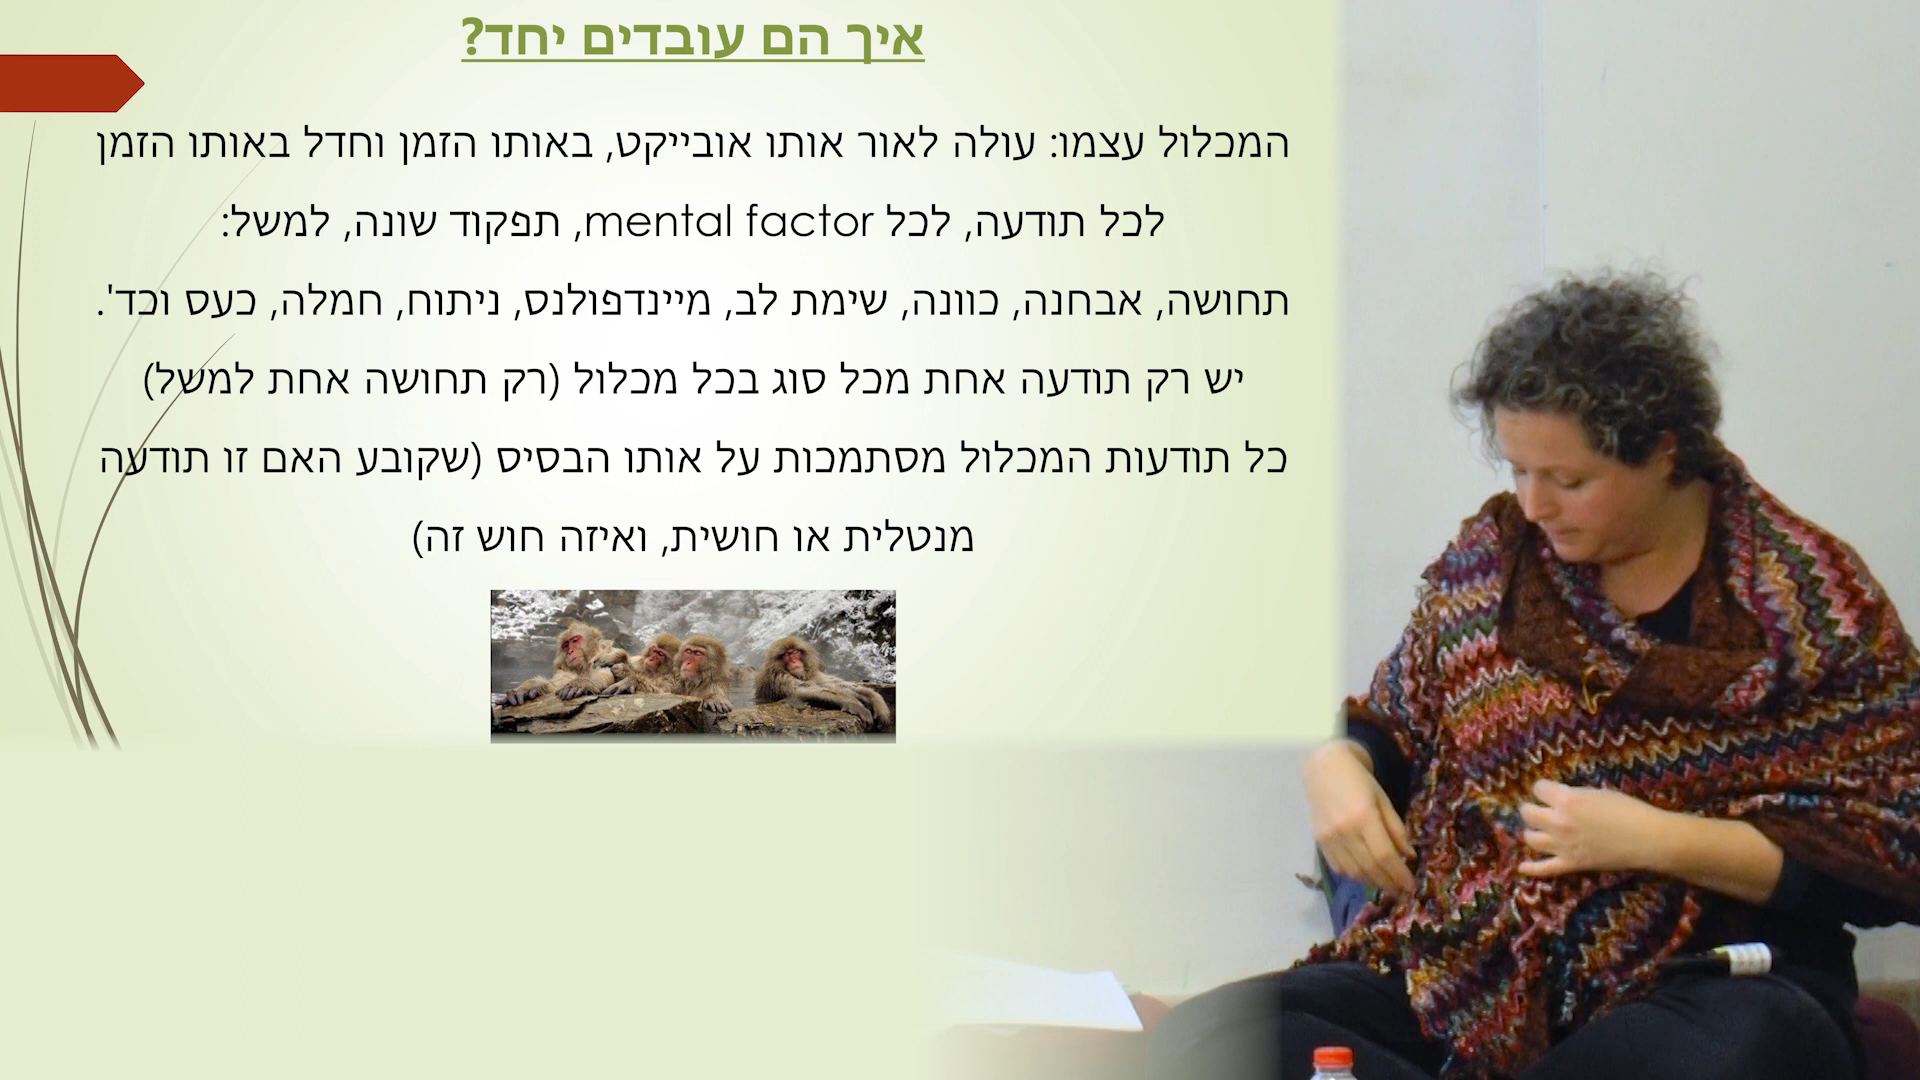 איך הם עובדים יחד?
המכלול עצמו: עולה לאור אותו אובייקט, באותו הזמן וחדל באותו הזמן
לכל תודעה, לכל mental factor, תפקוד שונה, למשל:
תחושה, אבחנה, כוונה, שימת לב, מיינדפולנס, ניתוח, חמלה, כעס וכד'.
יש רק תודעה אחת מכל סוג בכל מכלול (רק תחושה אחת למשל)
כל תודעות המכלול מסתמכות על אותו הבסיס (שקובע האם זו תודעה
מנטלית או חושית, ואיזה חוש זה)